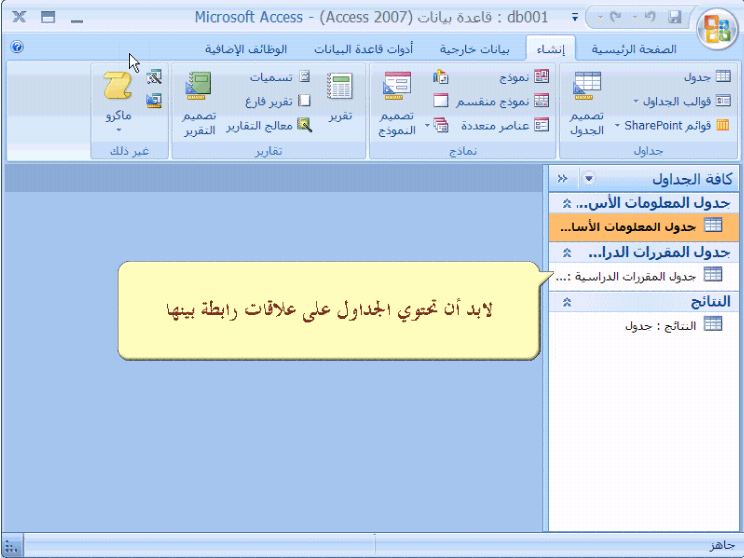 db001 : قاعدة بيانات (Access 2007) - Microsoft Access
الصفحة الرئيسية
إنشاء
بيانات خارجية
أدوات قاعدة البيانات
الوظائف الإضافية
جدول
قوالب الجداول
قوائم SharePoint
تصميم الجدول
جداول
نموذج
نموذج منقسم
عناصر متعددة
تصميم النموذج
نماذج
تقرير
تسميات
تقرير فارغ
معالج التقارير
تصميم التقرير
تقارير
ماكرو
غير ذلك
كافة الجداول
جدول المعلومات الأس...
جدول المعلومات الأسا...
جدول المقررات الدرا...
جدول المقررات الدراسية :...
النتائج
النتائج : جدول
لابد أن تحتوي الجداول على علاقات رابطة بينها
جاهز